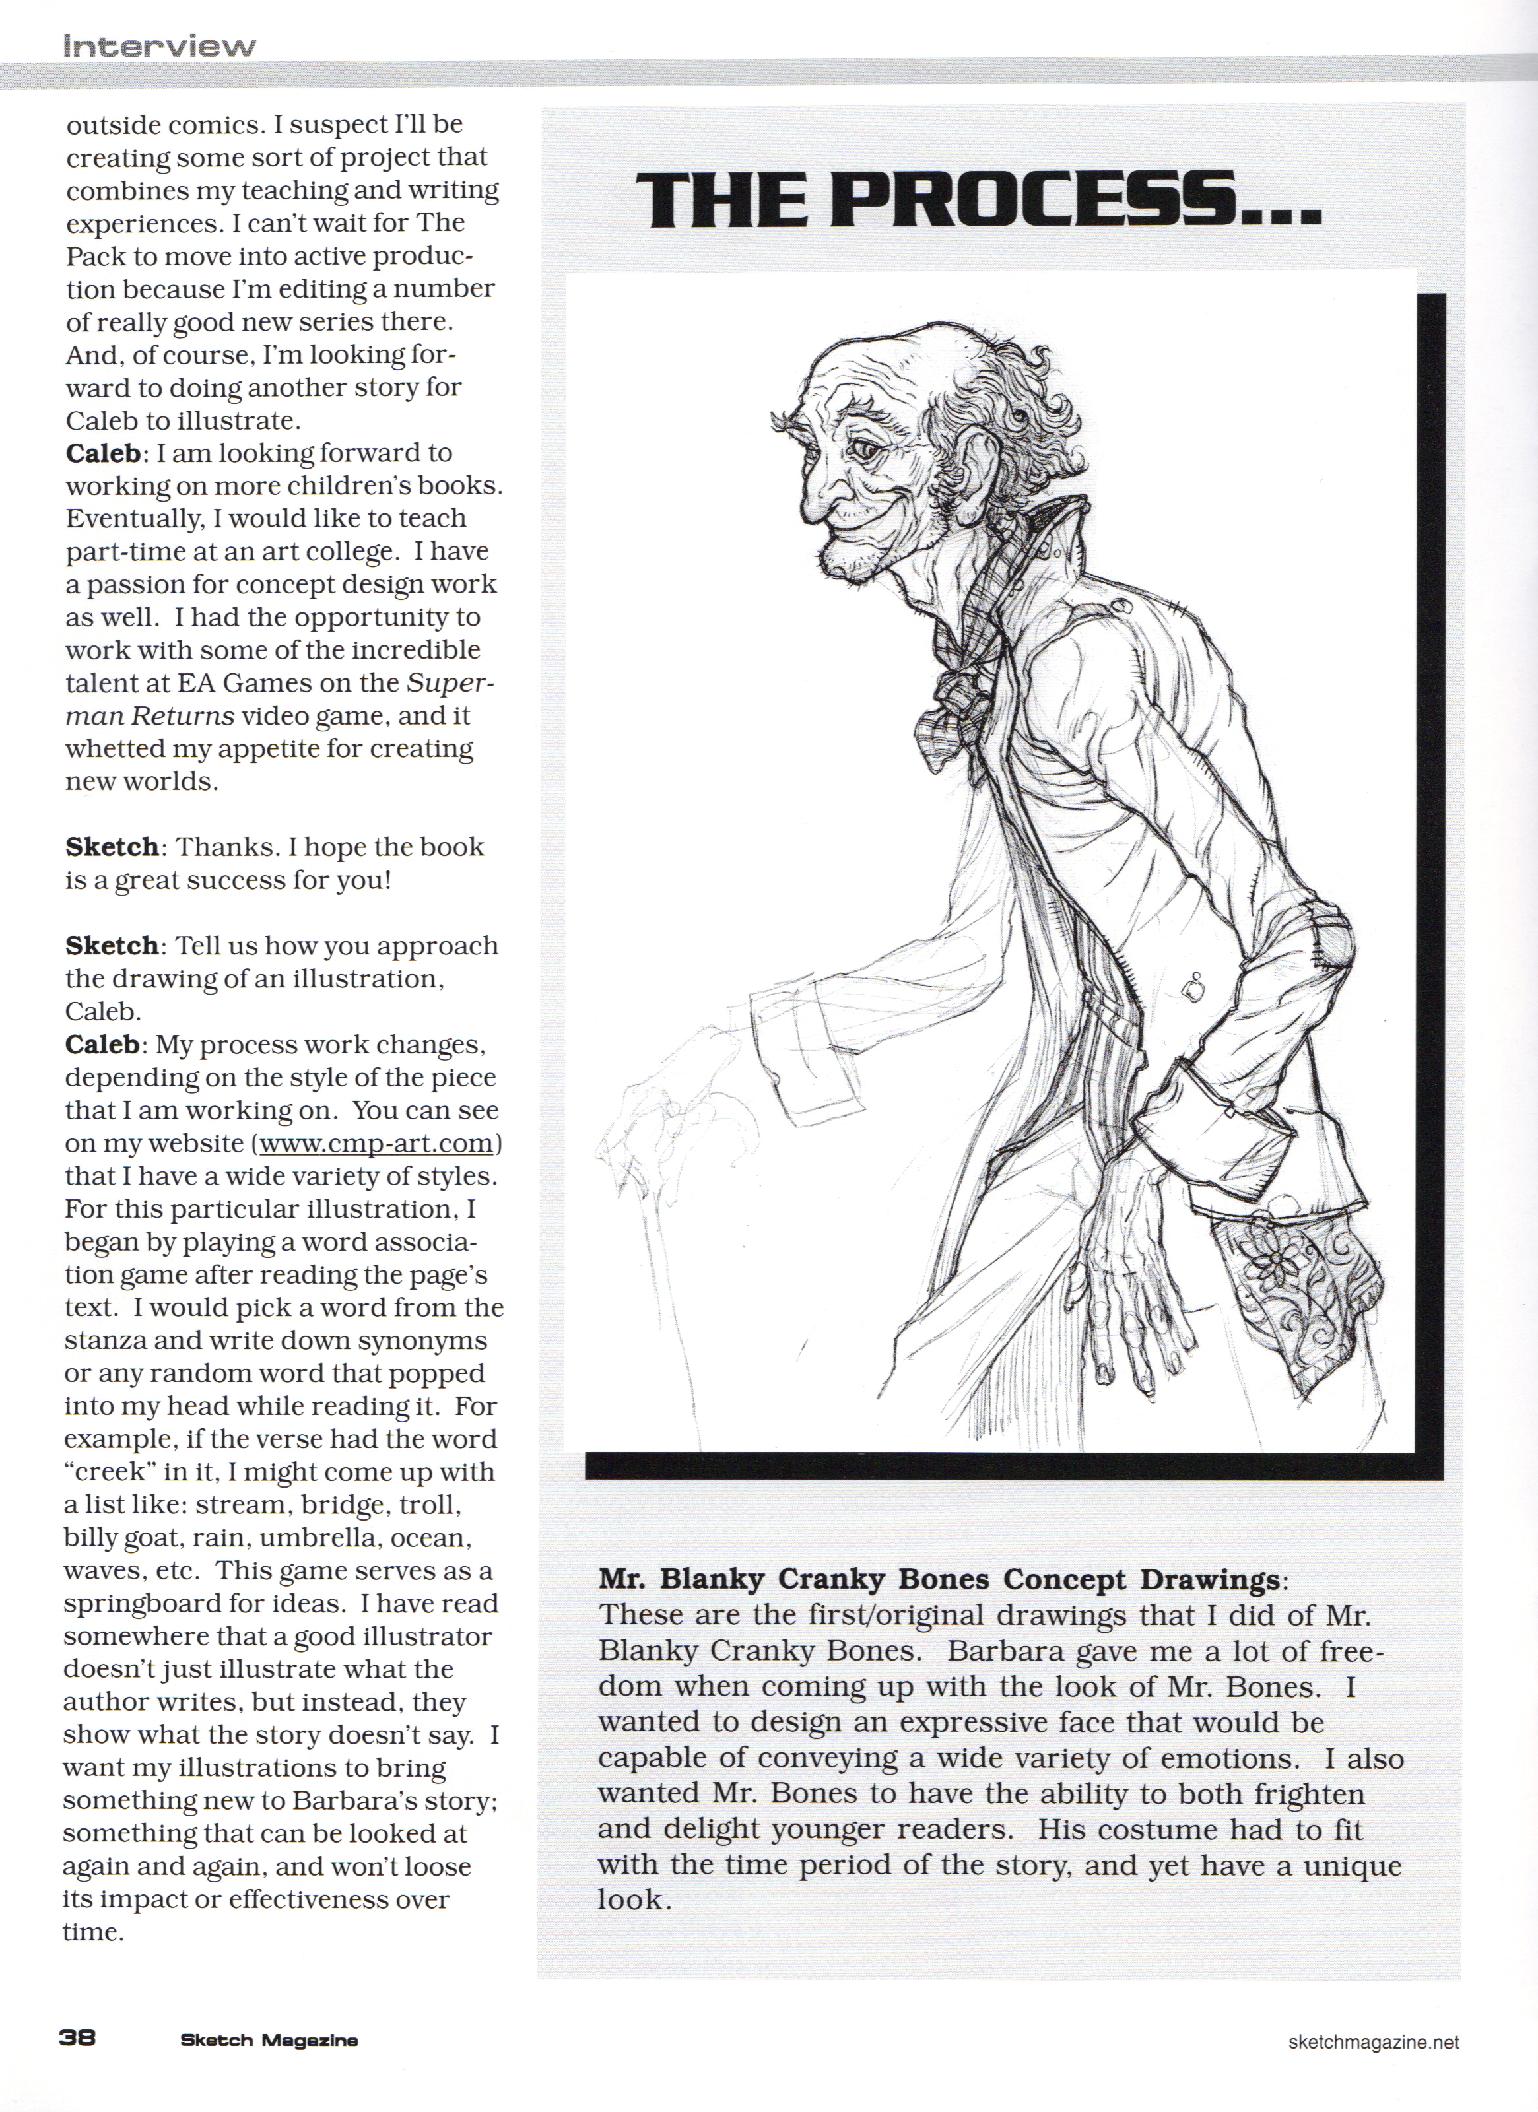 Interview
outside comics. I suspect I'll be
creating some sort of project that
combines my teaching and writing
experiences. I can't wait for The
Pack to move into active produc-
tion because I'm editing a number
of really good new series there.
And, of course, I'm looking for-
ward to doing another story for
Caleb to illustrate.
Caleb: I am looking forward to
working on more children's books.
Eventually, I would like to teach
part-time at an art college.  I have
a passion for concept design work
as well.  I had the opportunity to
work with some of the incredible
talent at EA Games on the Super-
man Returns video game, and it
whetted my appetite for creating
new worlds.
Sketch: Thanks. I hope the book
is a great success for you!
Sketch: Tell us how you approach
the drawing of an illustration,
Caleb.
Caleb: My process work changes,
depending on the style of the piece
that I am working on.  You can see
on my website (www.cmp-art.com)
that I have a wide variety of styles.
For this particular illustration, I
began by playing a word associa-
tion game after reading the page's
text.  I would pick a word from the
stanza and write down synonyms
or any random word that popped
into my head while reading it.  For
example, if the verse had the word
“creek” in it, I might come up with
a list like: stream, bridge, troll,
billy goat, rain, umbrella, ocean,
waves, etc.  This game serves as a
springboard for ideas.  I have read
somewhere that a good illustrator
doesn't just illustrate what the
author writes, but instead, they
show what the story doesn't say.  I
want my illustrations to bring
something new to Barbara's story;
something that can be looked at
again and again, and won't loose
its impact or effectiveness over
time.
THE PROCESS...
Mr. Blanky Cranky Bones Concept Drawings:
These are the first/original drawings that I did of Mr.
Blanky Cranky Bones.  Barbara gave me a lot of free-
dom when coming up with the look of Mr. Bones.  I
wanted to design an expressive face that would be
capable of conveying a wide variety of emotions.  I also
wanted Mr. Bones to have the ability to both frighten
and delight younger readers.  His costume had to fit
with the time period of the story, and yet have a unique
look.
38 Sketch Magazine
sketchmagazine.net